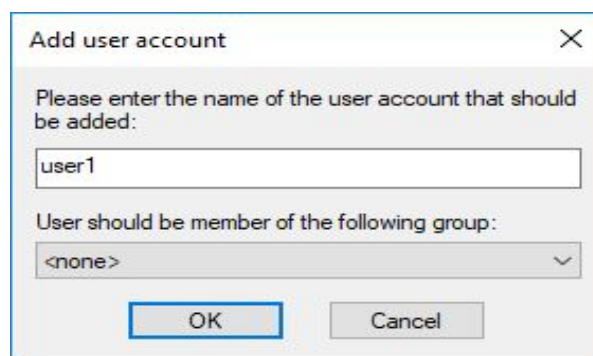 Add user account
Please enter the name of the user account that should
be added:
user1
User should be member of the following group:
<none>
OK Cancel